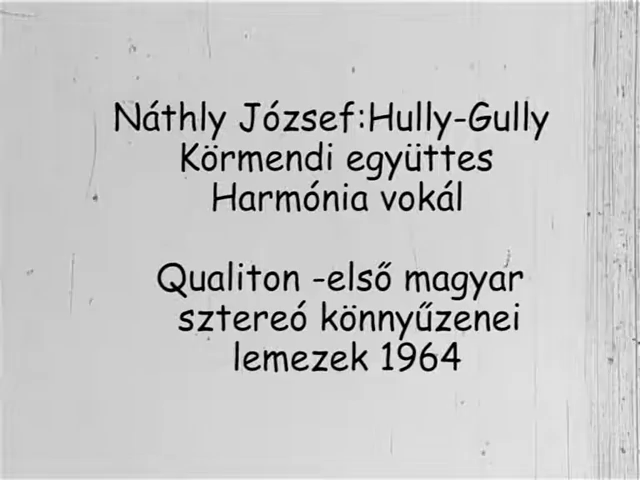 Náthly József:Hully-Gully
Körmendi együttes
Harmónia vokál
Qualiton -első magyar
sztereó könnyűzenei
lemezek 1964